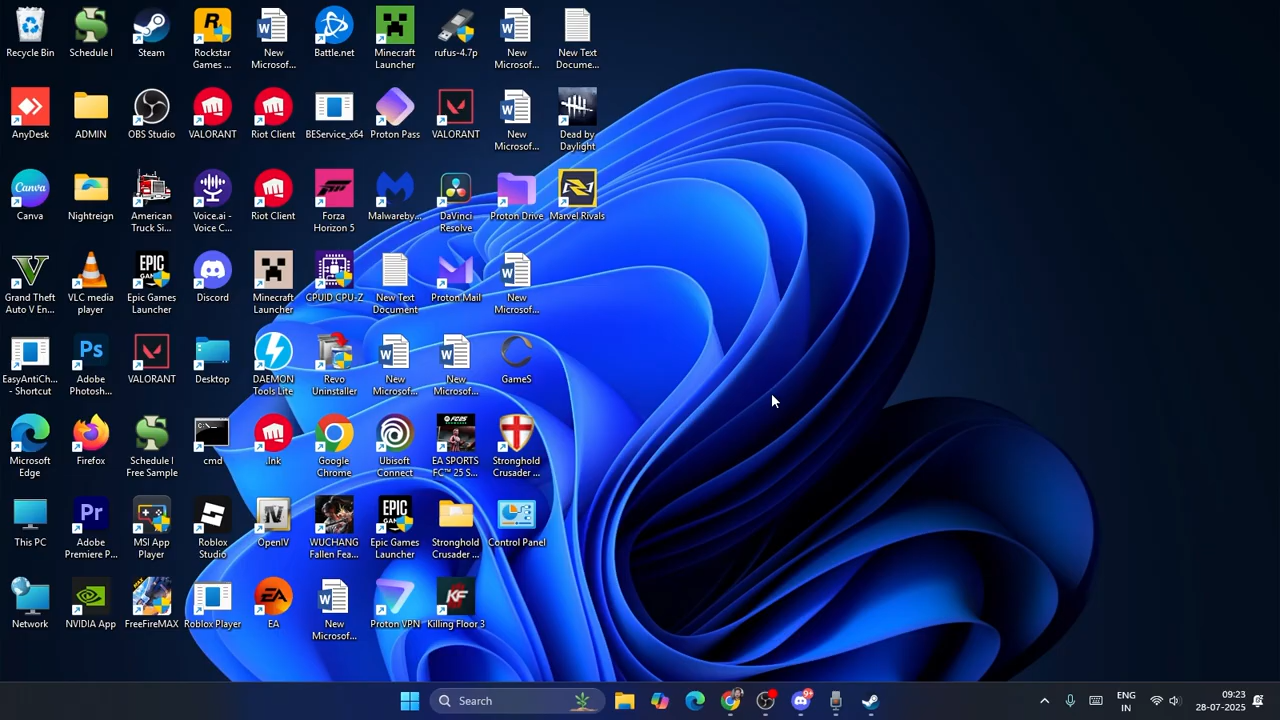 Recycle Bin
Schedule I
Steam
Rockstar
Games ...
New
Microsof...
Battle.net
Minecraft
Launcher
rufus-4.7p
New
Microsof...
New Text
Docume...
AnyDesk
ADMIN
OBS Studio
VALORANT
Riot Client
BEService_x64
Proton Pass
VALORANT
New
Microsof...
Dead by
Daylight
Canva
Nightreign
American
Truck Si...
Voice.ai -
Voice C...
Riot Client
Forza
Horizon 5
Malwareby...
DaVinci
Resolve
Proton Drive
Marvel Rivals
Grand Theft
Auto V En...
VLC media
player
Epic Games
Launcher
Discord
Minecraft
Launcher
CPUID CPU-Z
New Text
Document
Proton Mail
New
Microsof...
EasyAntiCh...
- Shortcut
Adobe
Photosh...
VALORANT
Desktop
DAEMON
Tools Lite
Revo
Uninstaller
New
Microsof...
New
Microsof...
GameS
Microsoft
Edge
Firefox
Schedule I
Free Sample
cmd
.lnk
Google
Chrome
Ubisoft
Connect
EA SPORTS
FC™ 25 S...
Stronghold
Crusader ...
This PC
Adobe
Premiere P...
MSI App
Player
Roblox
Studio
OpenIV
WUCHANG
Fallen Fea...
Epic Games
Launcher
Stronghold
Crusader ...
Control Panel
Network
NVIDIA App
FreeFireMAX
Roblox Player
EA
New
Microsof...
Proton VPN
Killing Floor 3
Search
ENG
IN
09:23
28-07-2025